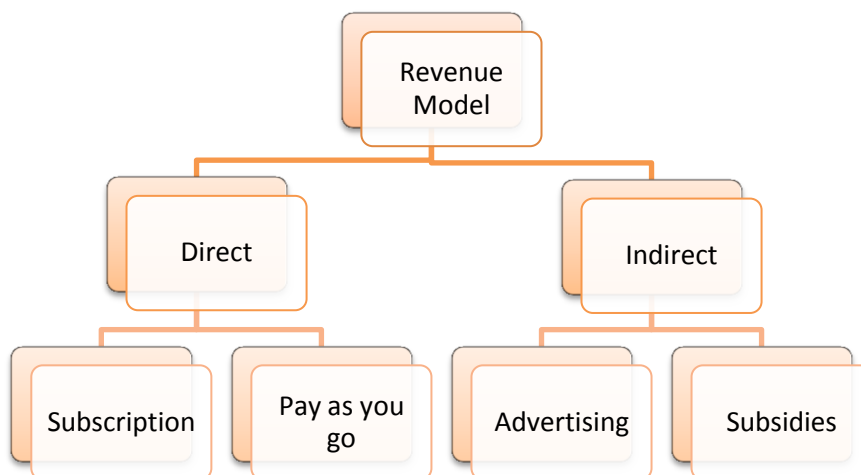 Revenue
Model
Direct
Indirect
Subscription
Pay as you
go
Advertising
Subsidies